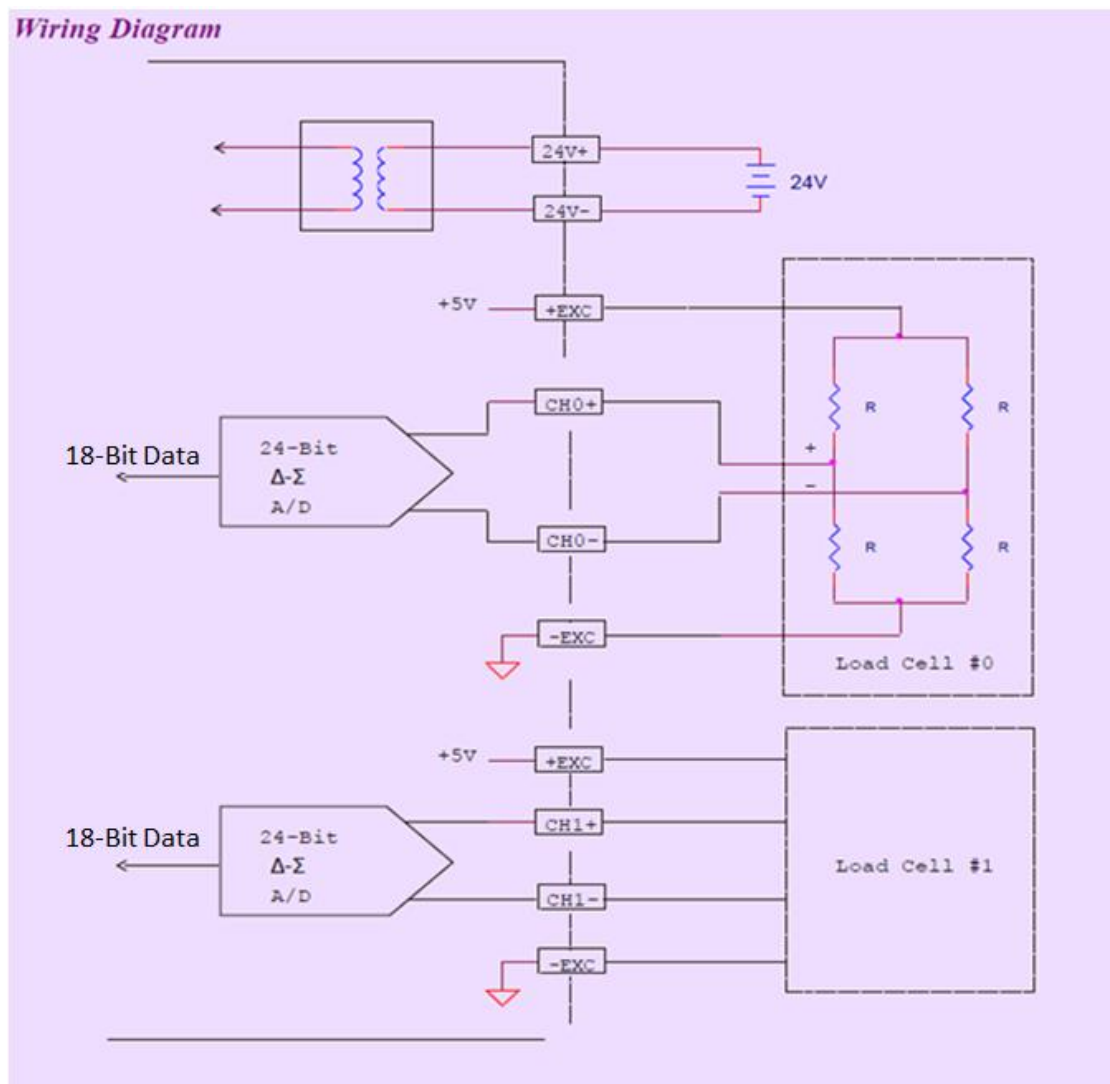 Wiring Diagram
24V+
24V
24V-
+5V
+EXC
CH0+
R
R
+
18-Bit Data
24-Bit
Δ-Σ
A/D
-
CH0-
R
R
-EXC
Load Cell #0
+5V
+EXC
CH1+
18-Bit Data
24-Bit
Δ-Σ
A/D
Load Cell #1
CH1-
-EXC